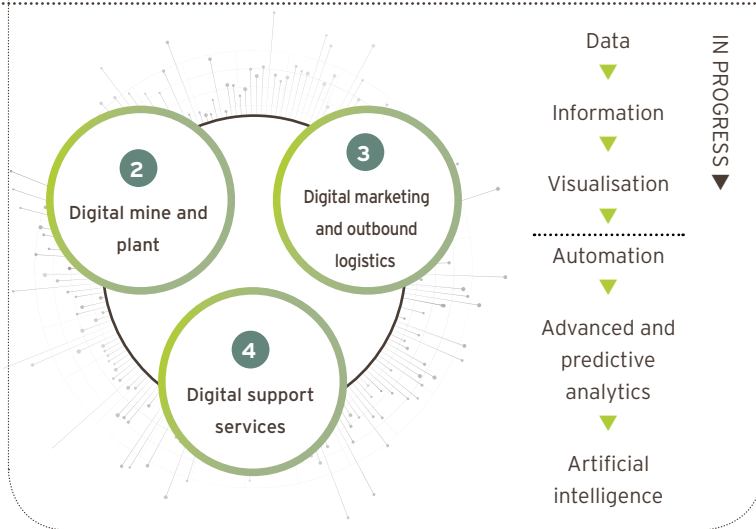 2
Digital mine and
plant
3
Digital marketing
and outbound
logistics
4
Digital support
services
Data
Information
Visualisation
Automation
Advanced and
predictive
analytics
Artificial
intelligence
IN PROGRESS